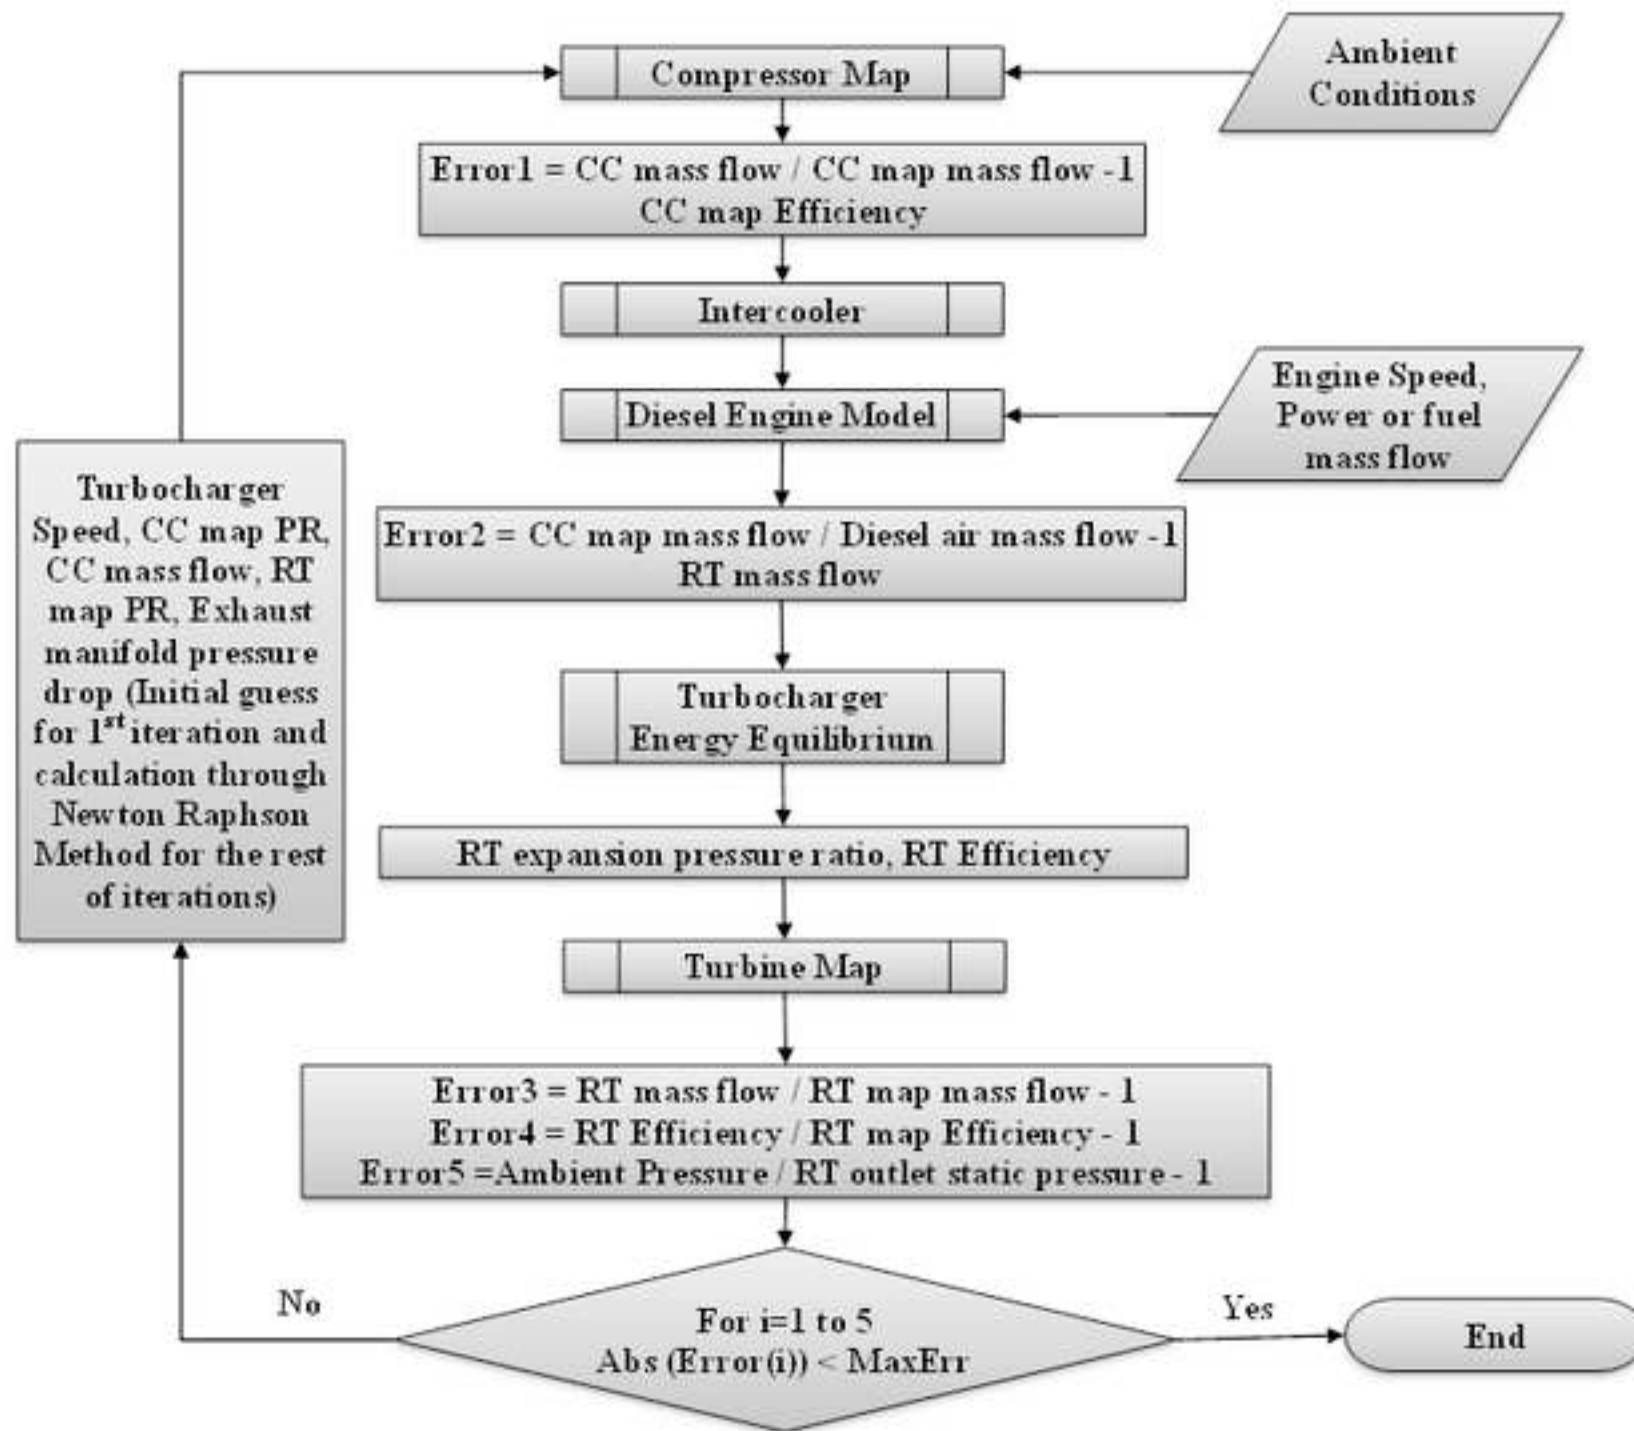 Compressor Map
Ambient
Conditions
Error1 = CC mass flow / CC map mass flow -1
CC map Efficiency
Intercooler
Diesel Engine Model
Engine Speed,
Power or fuel
mass flow
Turbocharger
Speed, CC map PR,
CC mass flow, RT
map PR, Exhaust
manifold pressure
drop (Initial guess
for 1st iteration and
calculation through
Newton Raphson
Method for the rest
of iterations)
Error2 = CC map mass flow / Diesel air mass flow -1
RT mass flow
Turbocharger
Energy Equilibrium
RT expansion pressure ratio, RT Efficiency
Turbine Map
Error3 = RT mass flow / RT map mass flow - 1
Error4 = RT Efficiency / RT map Efficiency - 1
Error5 =Ambient Pressure / RT outlet static pressure - 1
No
For i=1 to 5
Abs (Error(i)) < MaxErr
Yes
End